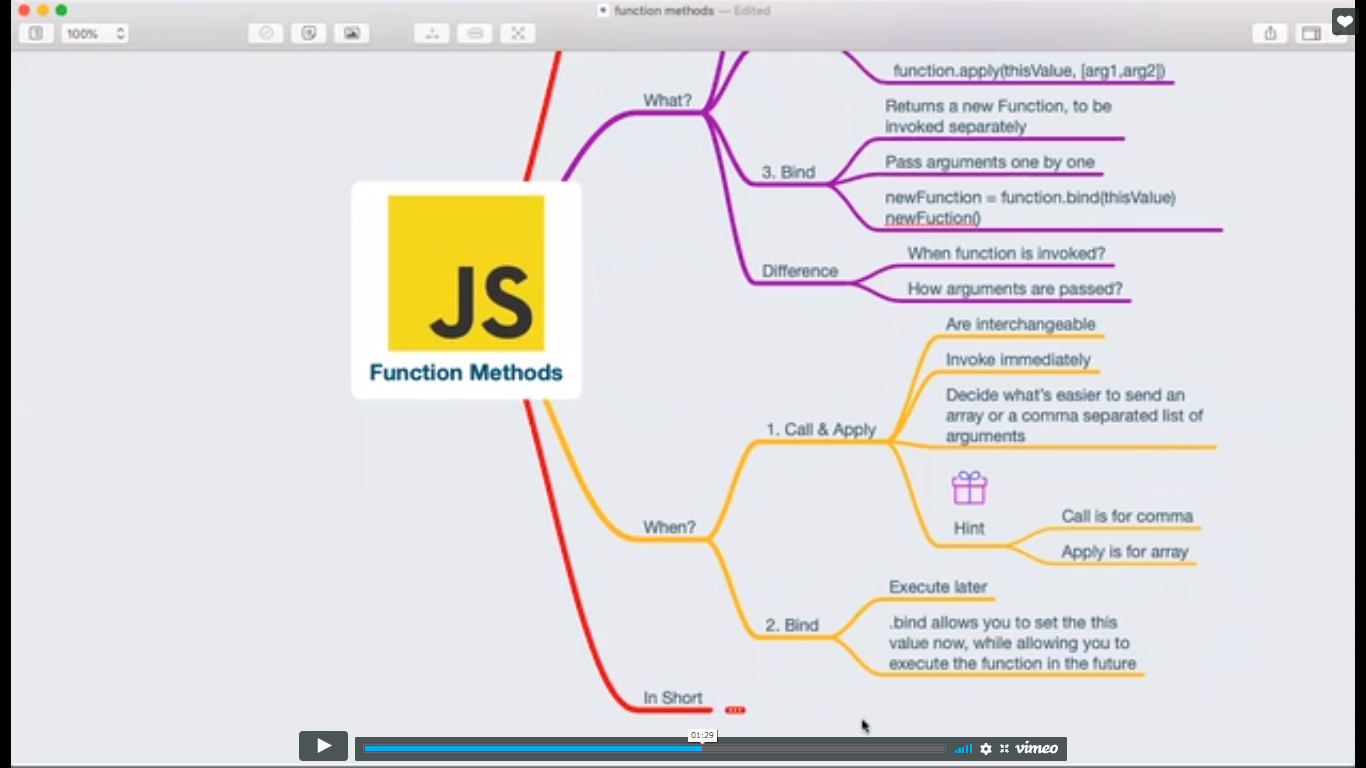 function methods — Edited
100%
function.apply(thisValue, [arg1,arg2])
What?
Returns a new Function, to be
invoked separately
Pass arguments one by one
3. Bind
newFunction = function.bind(thisValue)
newFuction()
When function is invoked?
Difference
How arguments are passed?
JS
Function Methods
Are interchangeable
Invoke immediately
Decide what's easier to send an
array or a comma separated list of
arguments
1. Call & Apply
Hint
Call is for comma
Apply is for array
When?
Execute later
2. Bind
.bind allows you to set the this
value now, while allowing you to
execute the function in the future
In Short
01:29
vimeo